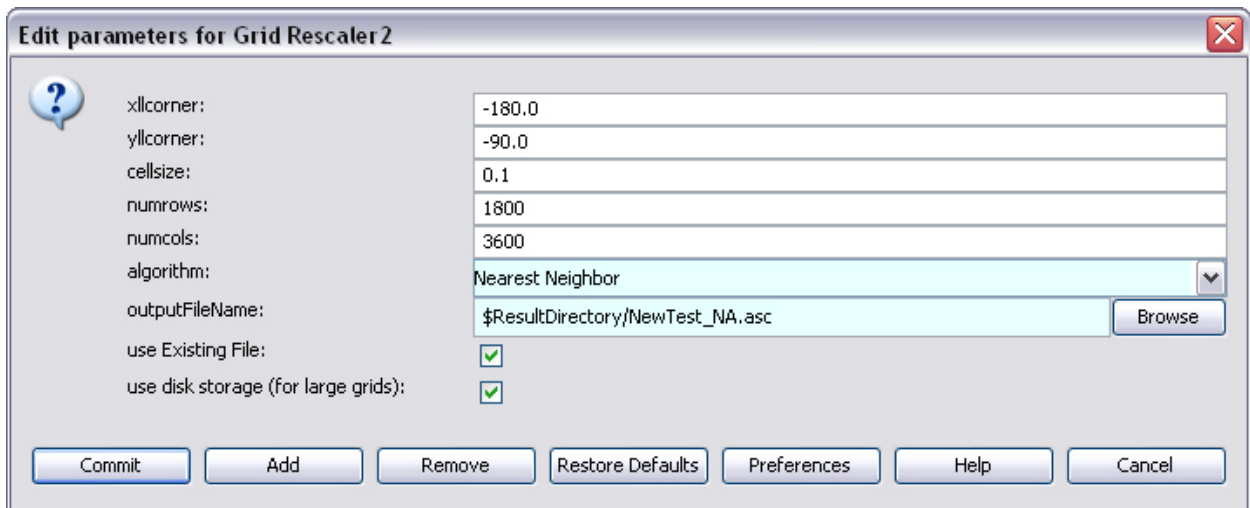 Edit parameters for Grid Rescaler2
?
xllcorner: -180.0
yllcorner: -90.0
cellsize: 0.1
numrows: 1800
numcols: 3600
algorithm: Nearest Neighbor
outputFileName: $ResultDirectory/NewTest_NA.asc Browse
use Existing File:
use disk storage (for large grids):
Commit Add Remove Restore Defaults Preferences Help Cancel